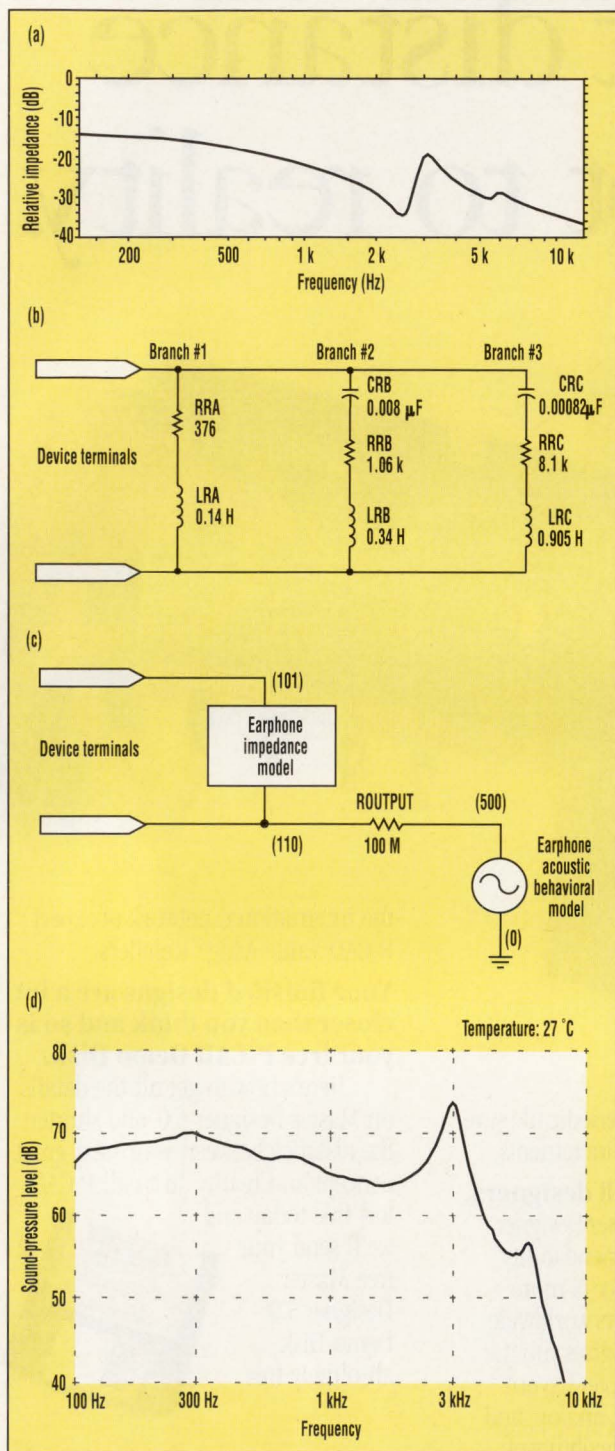 (a)
0
-10
-20
-30
-40
Relative impedance (dB)
200 500 1 k 2 k 5 k 10 k
Frequency (Hz)
(b)
Branch #1 Branch #2 Branch #3
Device terminals
RRA
376
LRA
0.14 H
CRB
0.008 µF
RRB
1.06 k
LRB
0.34 H
CRC
0.00082µF
RRC
8.1 k
LRC
0.905 H
(c)
Device terminals
(101)
Earphone
impedance
model
(110)
ROUTPUT
100 M
(500)
Earphone
acoustic
behavioral
model
(0)
(d)
Temperature: 27 °C
80
70
60
50
40
Sound-pressure level (dB)
100 Hz 300 Hz 1 kHz 3 kHz 10 kHz
Frequency